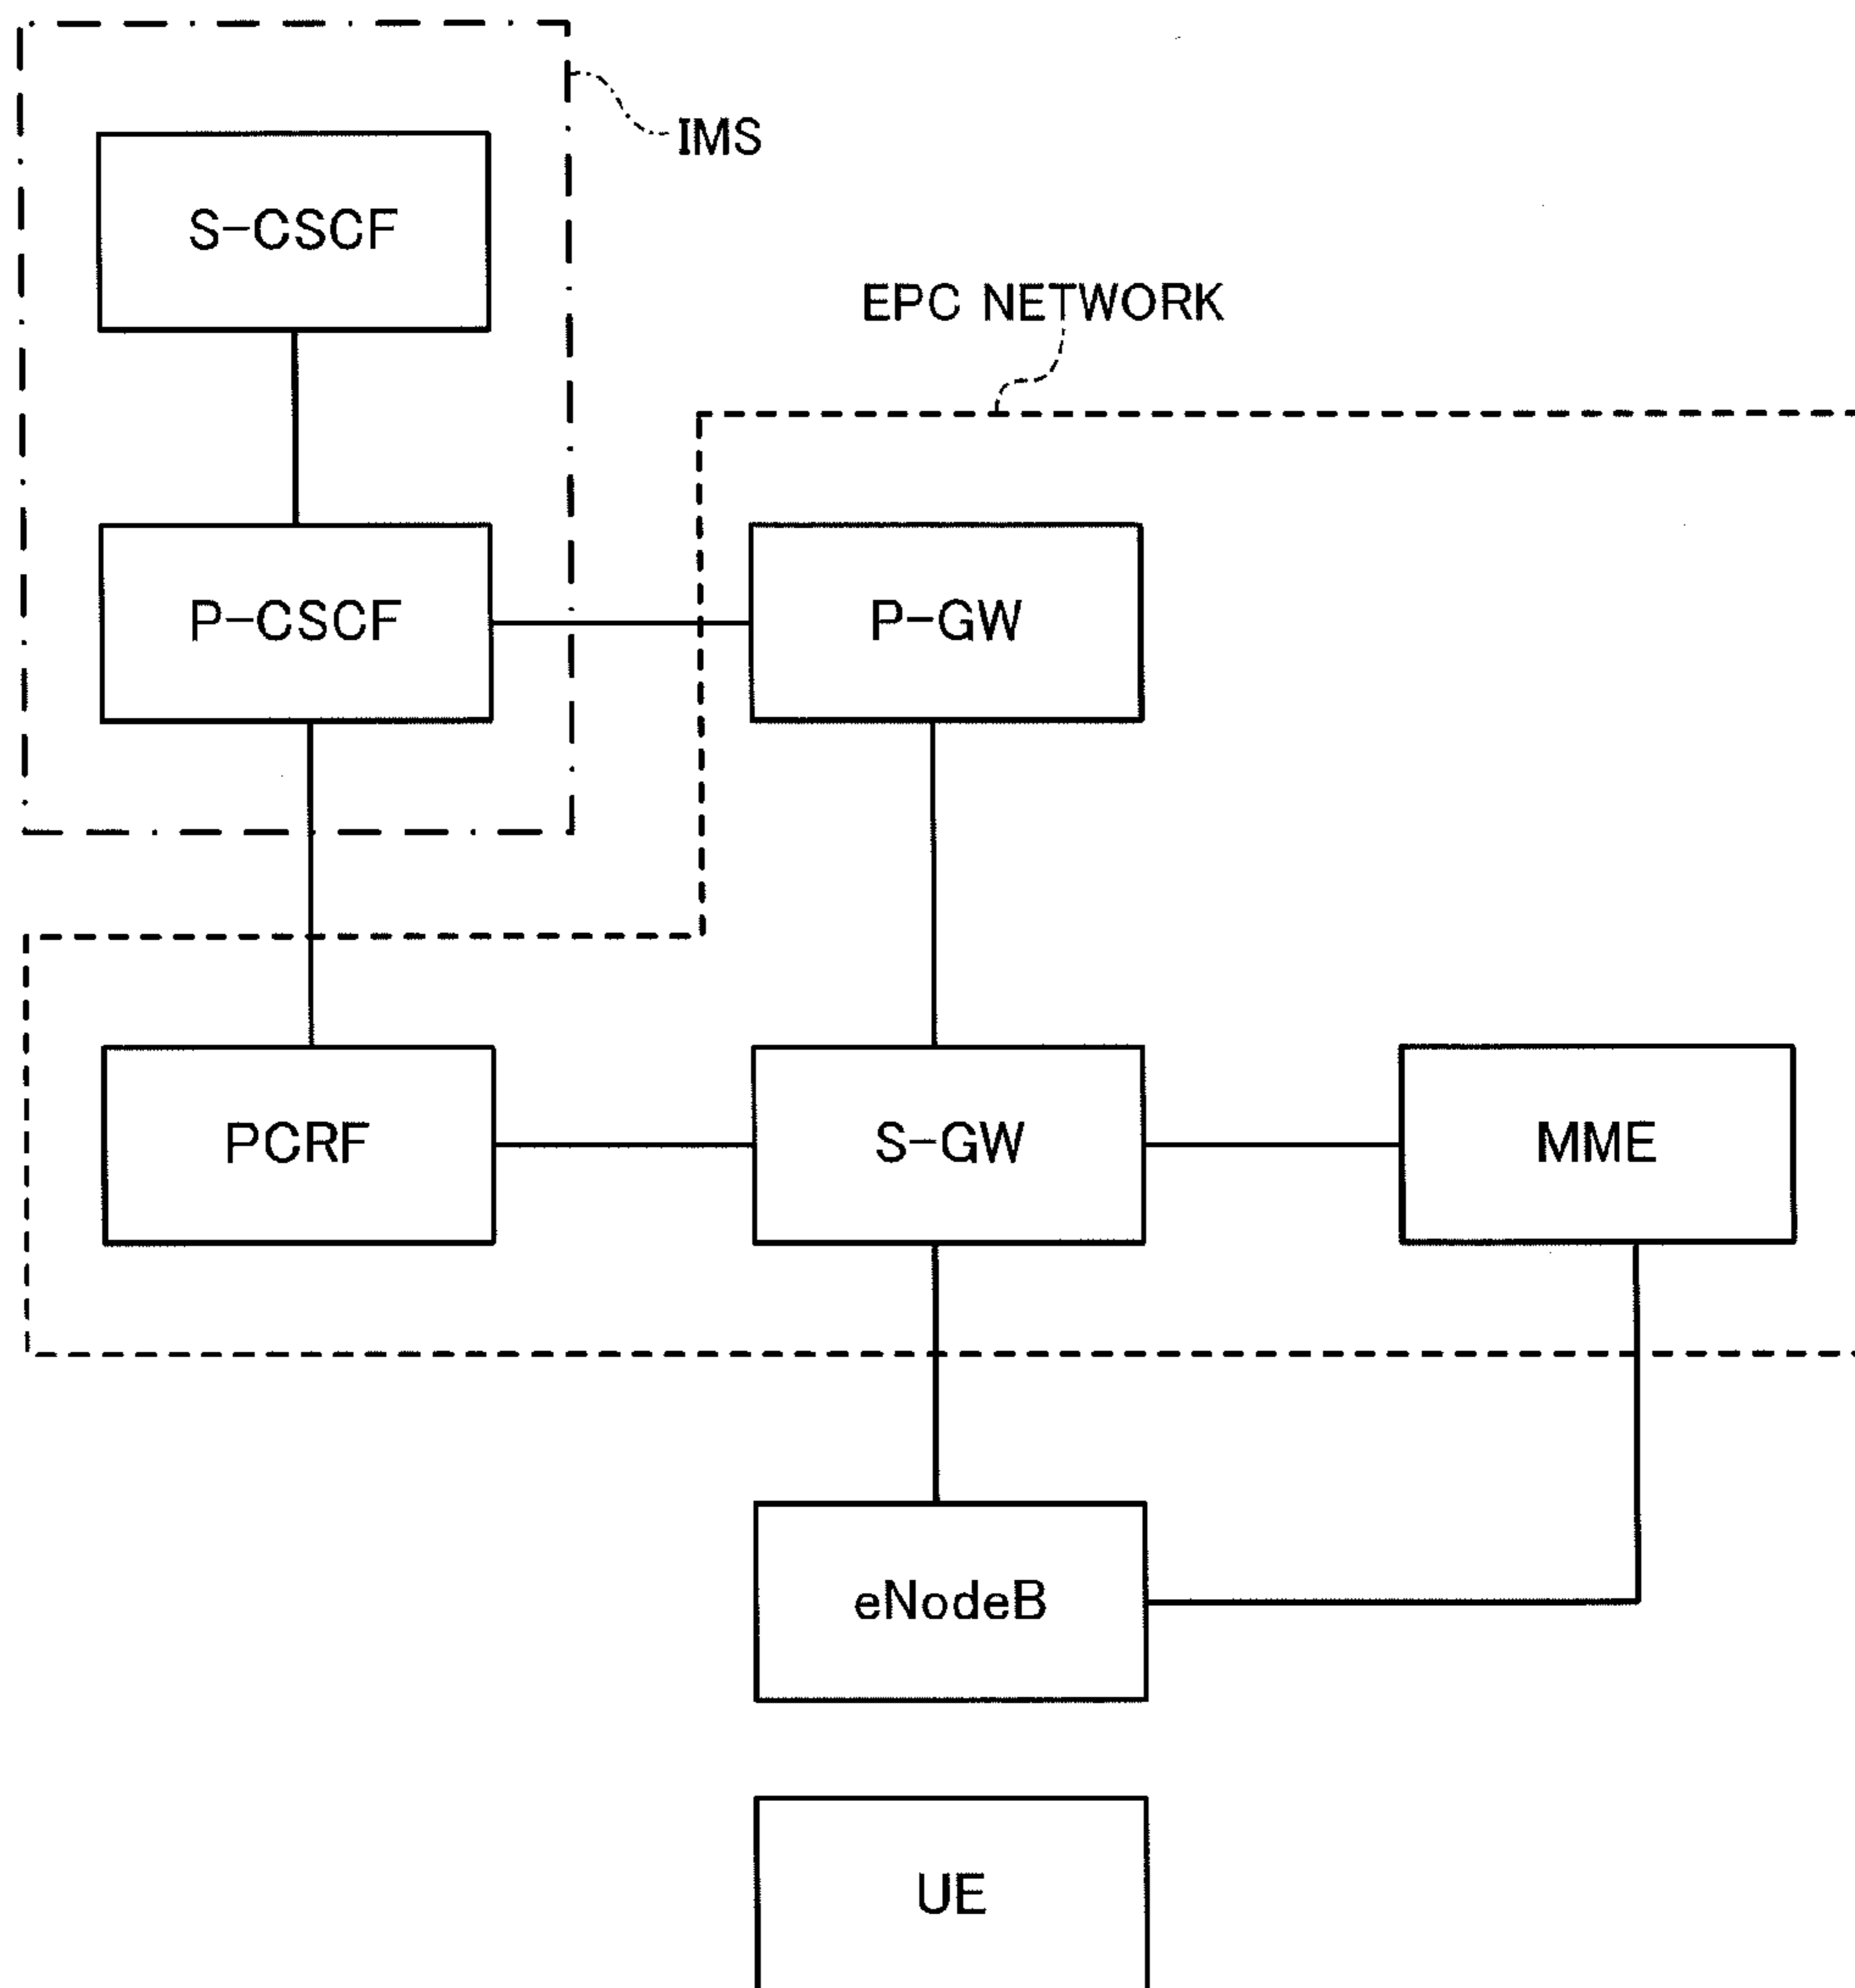 IMS
S-CSCF
EPC NETWORK
P-CSCF
P-GW
PCRF
S-GW
MME
eNodeB
UE